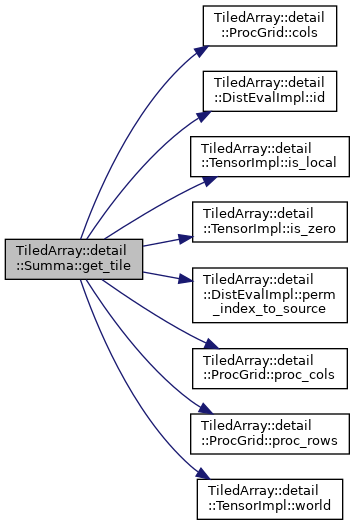 TiledArray::detail
::ProcGrid::cols
TiledArray::detail
::DistEvalImpl::id
TiledArray::detail
::TensorImpl::is_local
TiledArray::detail
::TensorImpl::is_zero
TiledArray::detail
::Summa::get_tile
TiledArray::detail
::DistEvalImpl::perm
_index_to_source
TiledArray::detail
::ProcGrid::proc_cols
TiledArray::detail
::ProcGrid::proc_rows
TiledArray::detail
::TensorImpl::world